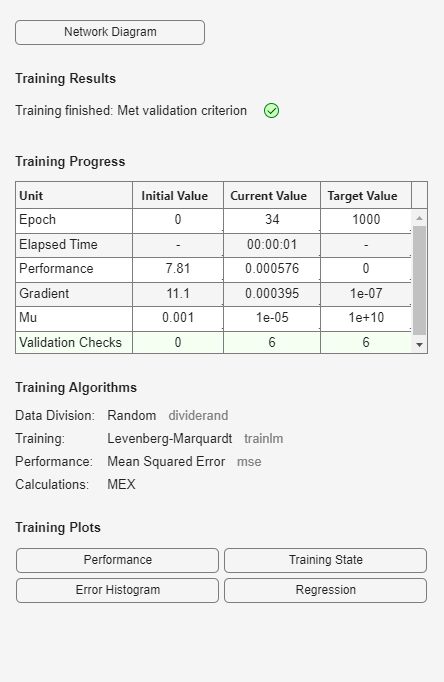 Network Diagram
Training Results
Training finished: Met validation criterion
Training Progress
Unit Initial Value Current Value Target Value
Epoch 0 34 1000
Elapsed Time - 00:00:01 -
Performance 7.81 0.000576 0
Gradient 11.1 0.000395 1e-07
Mu 0.001 1e-05 1e+10
Validation Checks 0 6 6
Training Algorithms
Data Division: Random dividerand
Training: Levenberg-Marquardt trainlm
Performance: Mean Squared Error mse
Calculations: MEX
Training Plots
Performance Training State
Error Histogram Regression